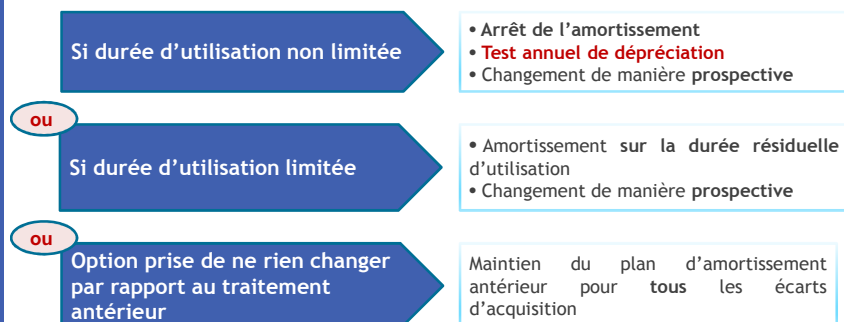 Si durée d’utilisation non limitée
• Arrêt de l’amortissement
• Test annuel de dépréciation
• Changement de manière prospective
ou
Si durée d’utilisation limitée
• Amortissement sur la durée résiduelle
d’utilisation
• Changement de manière prospective
ou
Option prise de ne rien changer
par rapport au traitement
antérieur
Maintien du plan d’amortissement
antérieur pour tous les écarts
d’acquisition